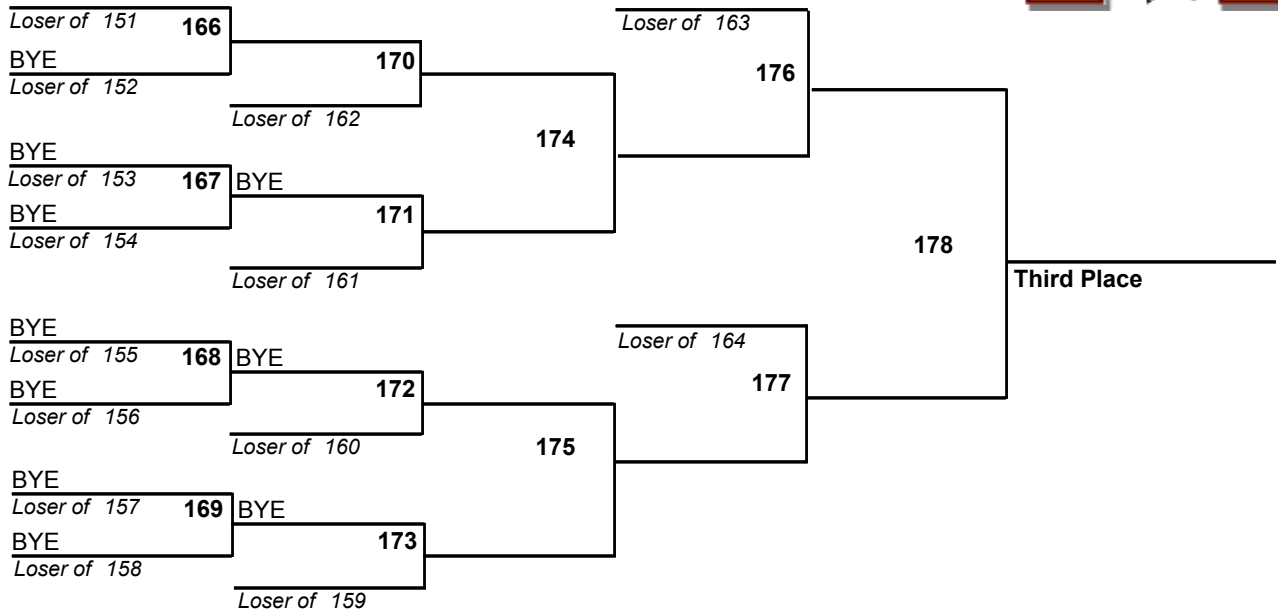 Loser of 151
166
BYE
Loser of 152
170
Loser of 162
BYE
Loser of 153
167
BYE
BYE
Loser of 154
171
Loser of 161
174
Loser of 163
176
178
Third Place
BYE
Loser of 155
168
BYE
BYE
Loser of 156
172
Loser of 160
175
Loser of 164
177
BYE
Loser of 157
169
BYE
BYE
Loser of 158
173
Loser of 159